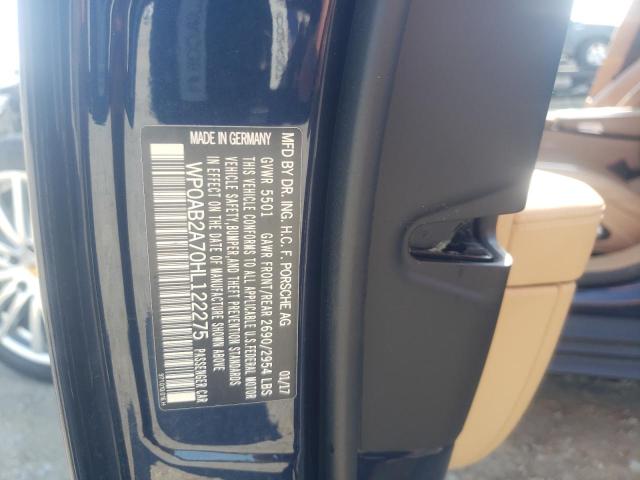 MFD BY DR. ING. H.C. F. PORSCHE AG 01/17
GVWR 5501 GAWR FRONT/REAR 2690/2954 LBS
THIS VEHICLE CONFORMS TO ALL APPLICABLE U.S.FEDERAL MOTOR
VEHICLE SAFETY,BUMPER,AND THEFT PREVENTION STANDARDS
IN EFFECT ON THE DATE OF MANUFACTURE SHOWN ABOVE
WP0AB2A70HL122275 PASSENGER CAR
MADE IN GERMANY